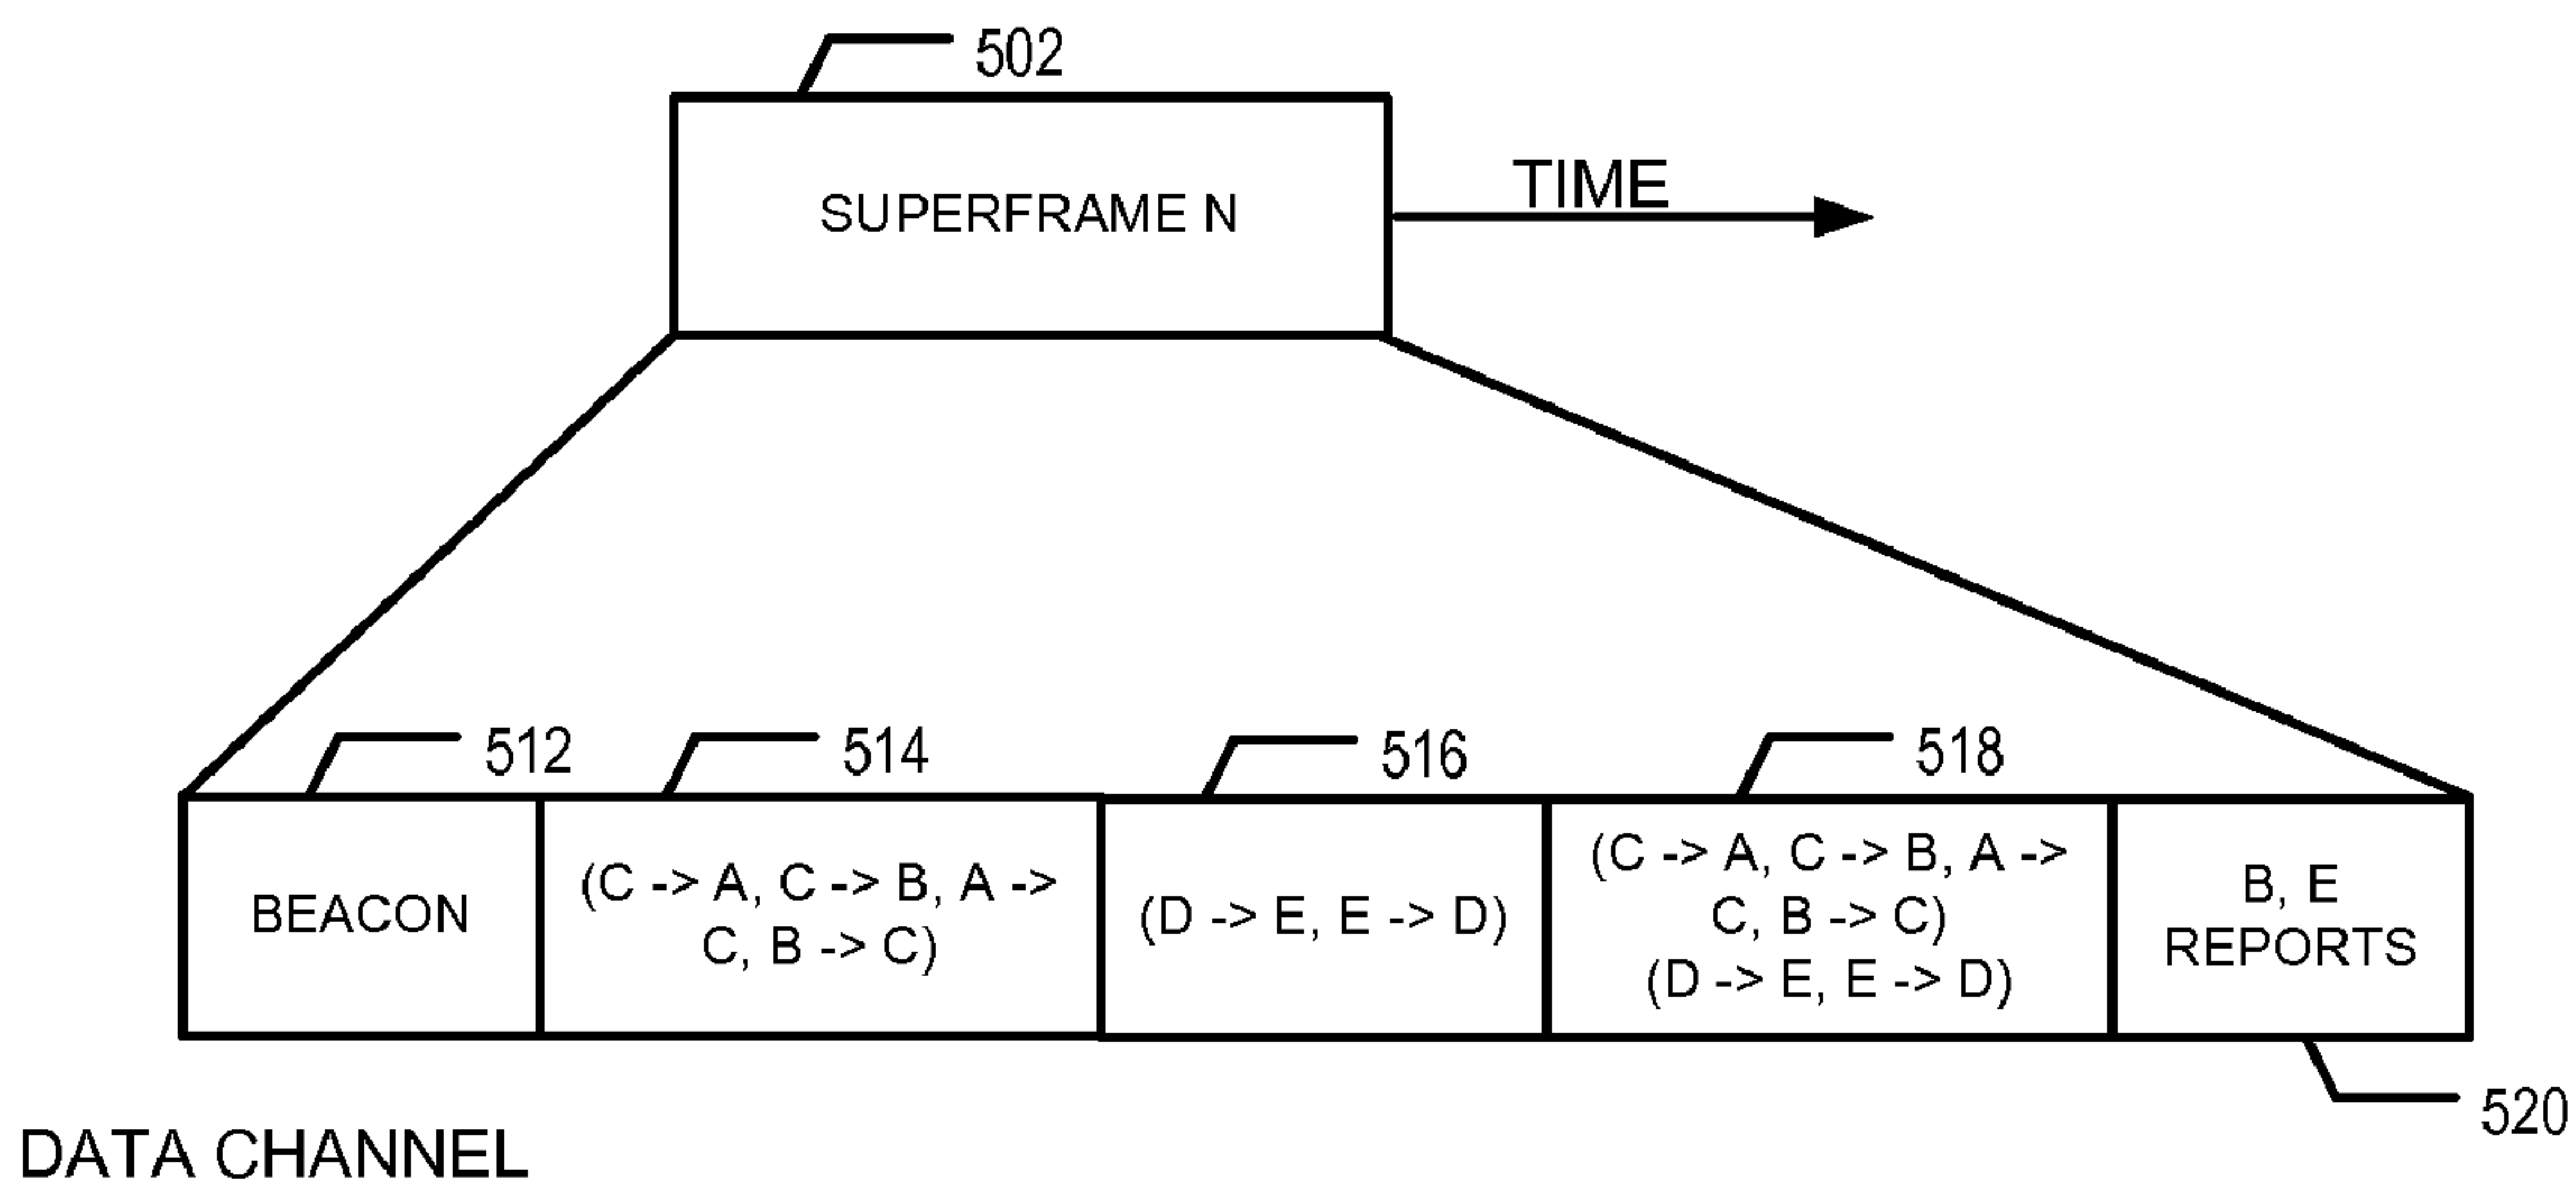 502
SUPERFRAME N
TIME
512
514
516
518
BEACON
(C -> A, C -> B, A ->
C, B -> C)
(D -> E, E -> D)
(C -> A, C -> B, A ->
C, B -> C)
(D -> E, E -> D)
B, E
REPORTS
520
DATA CHANNEL